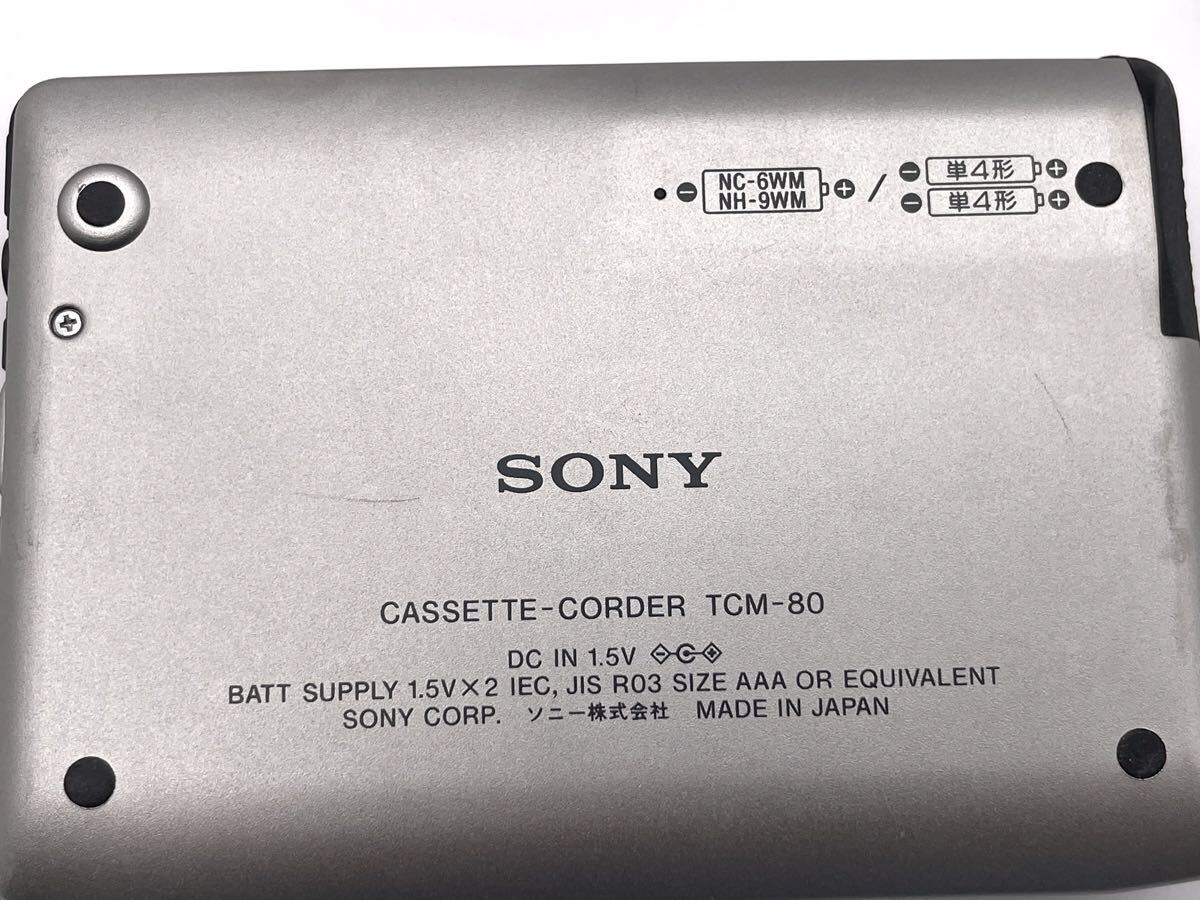 NC-6WM
NH-9WM
/
単4形
単4形
SONY
CASSETTE-CORDER TCM-80
DC IN 1.5V
BATT SUPPLY 1.5V×2 IEC, JIS R03 SIZE AAA OR EQUIVALENT
SONY CORP. ソニー株式会社 MADE IN JAPAN